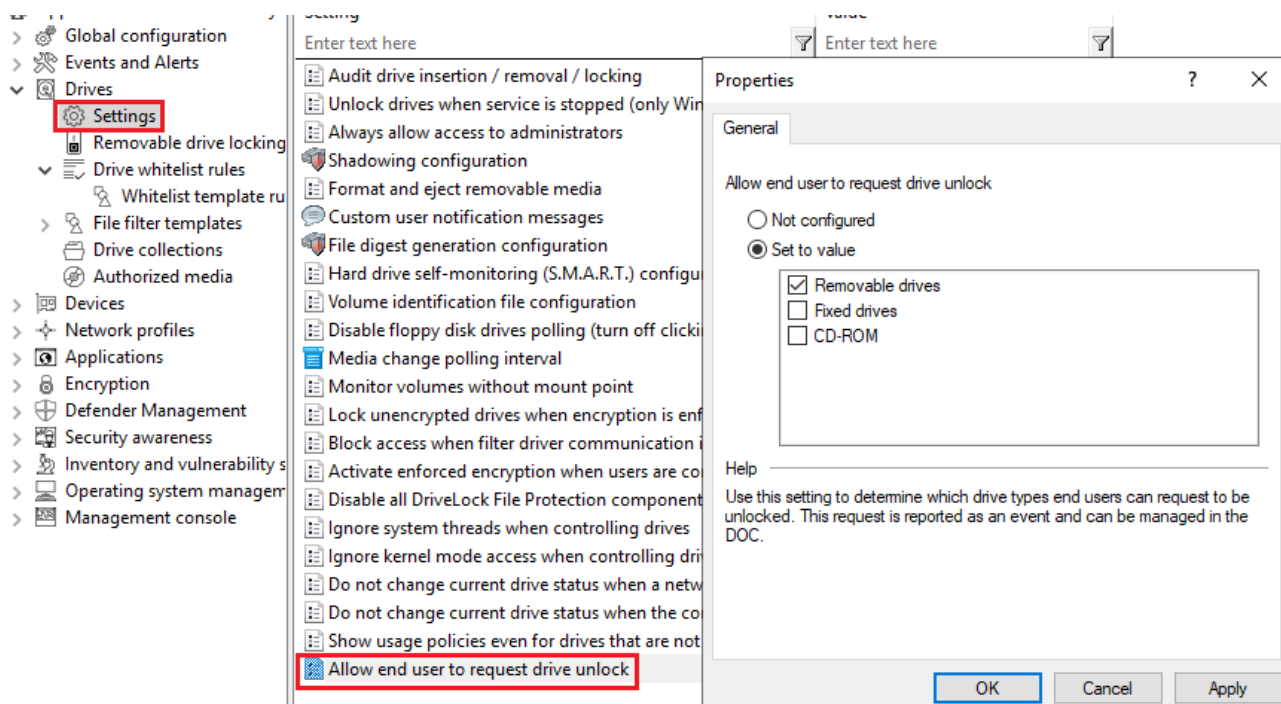 Setting
Value
Global configuration
Events and Alerts
Drives
Settings
Removable drive locking
Drive whitelist rules
Whitelist template ru
File filter templates
Drive collections
Authorized media
Devices
Network profiles
Applications
Encryption
Defender Management
Security awareness
Inventory and vulnerability s
Operating system managem
Management console
Enter text here
Enter text here
Audit drive insertion / removal / locking
Unlock drives when service is stopped (only Win
Always allow access to administrators
Shadowing configuration
Format and eject removable media
Custom user notification messages
File digest generation configuration
Hard drive self-monitoring (S.M.A.R.T.) configur
Volume identification file configuration
Disable floppy disk drives polling (turn off clicki
Media change polling interval
Monitor volumes without mount point
Lock unencrypted drives when encryption is enf
Block access when filter driver communication i
Activate enforced encryption when users are co
Disable all DriveLock File Protection component
Ignore system threads when controlling drives
Ignore kernel mode access when controlling driv
Do not change current drive status when a netw
Do not change current drive status when the co
Show usage policies even for drives that are not
Allow end user to request drive unlock
Properties
?
General
Allow end user to request drive unlock
Not configured
Set to value
Removable drives
Fixed drives
CD-ROM
Help
Use this setting to determine which drive types end users can request to be
unlocked. This request is reported as an event and can be managed in the
DOC.
OK
Cancel
Apply